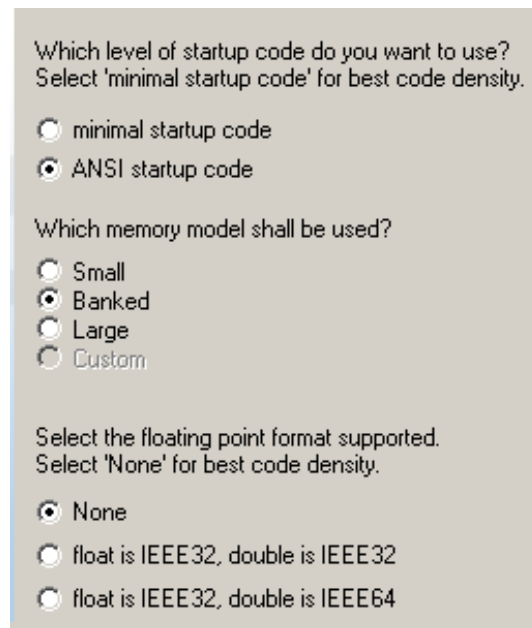 Which level of startup code do you want to use?
Select 'minimal startup code' for best code density.
minimal startup code
ANSI startup code
Which memory model shall be used?
Small
Banked
Large
Custom
Select the floating point format supported.
Select 'None' for best code density.
None
float is IEEE32, double is IEEE32
float is IEEE32, double is IEEE64